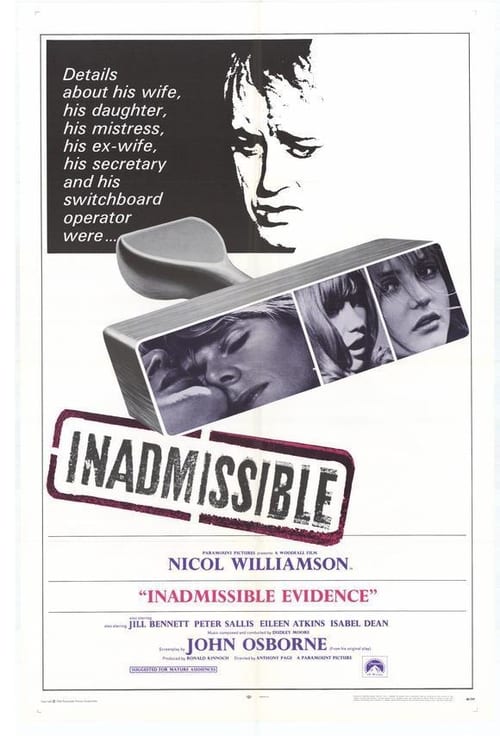 Details
about his wife,
his daughter,
his mistress,
his ex-wife,
his secretary
and his
switchboard
operator
were...
INADMISSIBLE
PARAMOUNT PICTURES presents A WOODFALL FILM
NICOL WILLIAMSON
"INADMISSIBLE EVIDENCE"
also starring JILL BENNETT PETER SALLIS EILEEN ATKINS ISABEL DEAN
Music composed and conducted by DUDLEY MOORE
Screenplay by JOHN OSBORNE (From his original play)
Produced by RONALD KINNOCH Directed by ANTHONY PAGE A PARAMOUNT PICTURE
SUGGESTED FOR MATURE AUDIENCES
Paramount